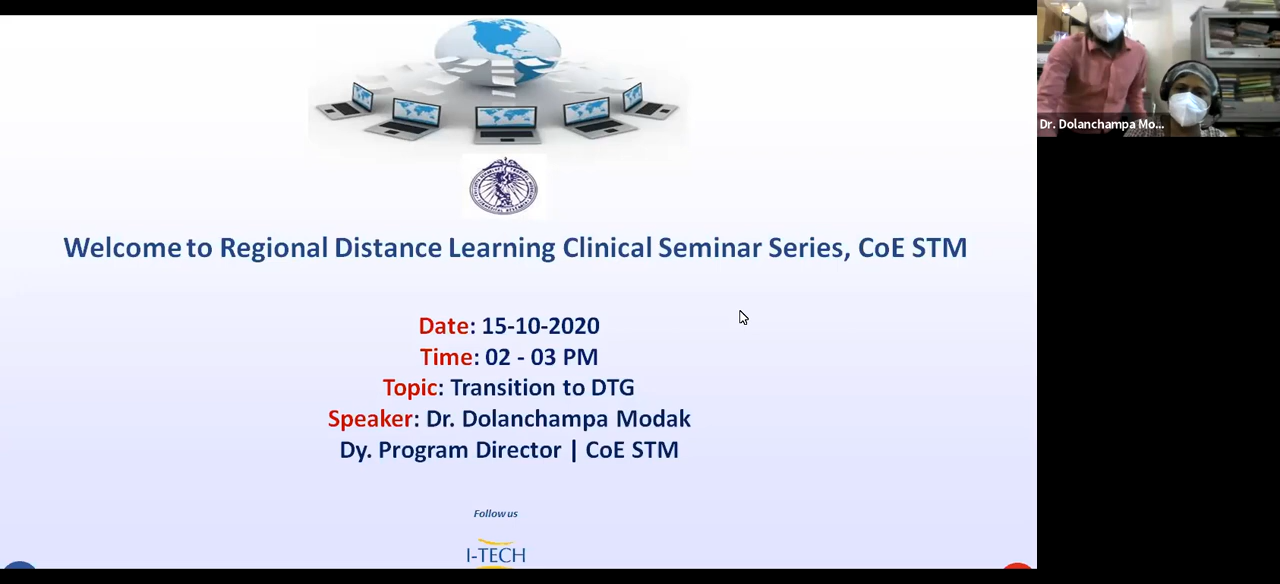 Welcome to Regional Distance Learning Clinical Seminar Series, CoE STM
Date: 15-10-2020
Time: 02 - 03 PM
Topic: Transition to DTG
Speaker: Dr. Dolanchampa Modak
Dy. Program Director | CoE STM
Follow us
I-TECH
Dr. Dolanchampa Mo...